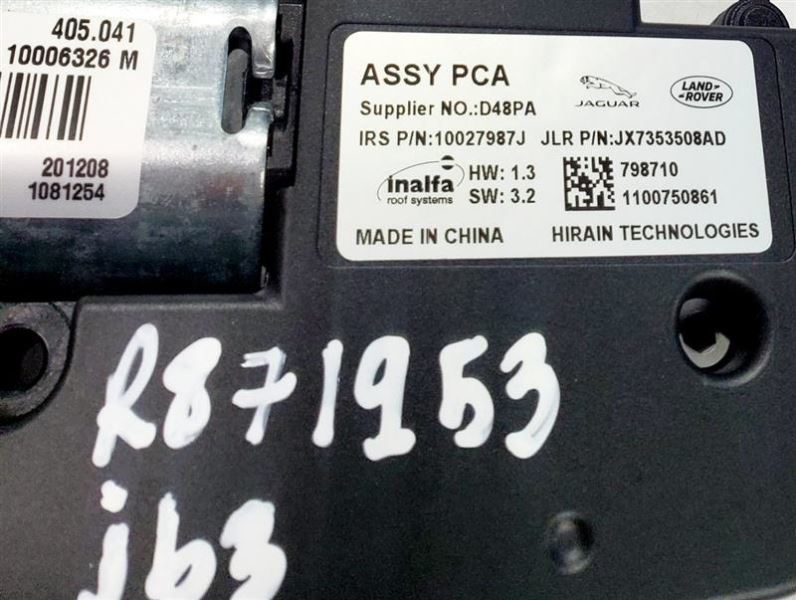 405.041
10006326 M
201208
1081254
ASSY PCA
JAGUAR
LAND-
ROVER
Supplier NO.:D48PA
IRS P/N:10027987J JLR P/N:JX7353508AD
inalfa
roof systems
HW: 1.3
SW: 3.2
798710
1100750861
MADE IN CHINA
HIRAIN TECHNOLOGIES
R871953
jb3